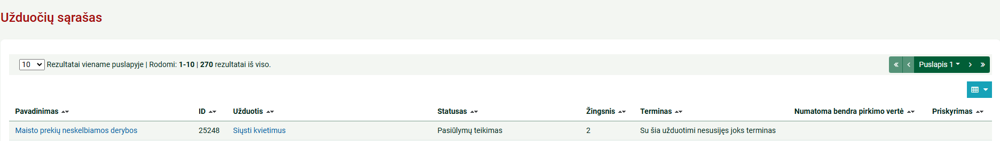 Užduočių sąrašas
10 Rezultatai viename puslapyje | Rodomi: 1-10 | 270 rezultatai iš viso.
« ‹ Puslapis 1 › »
Pavadinimas ID Užduotis Statusas Žingsnis Terminas Numatoma bendra pirkimo vertė Priskyrimas
Maisto prekių neskelbiamos derybos 25248 Siųsti kvietimus Pasiūlymų teikimas 2 Su šia užduotimi nesusijęs joks terminas